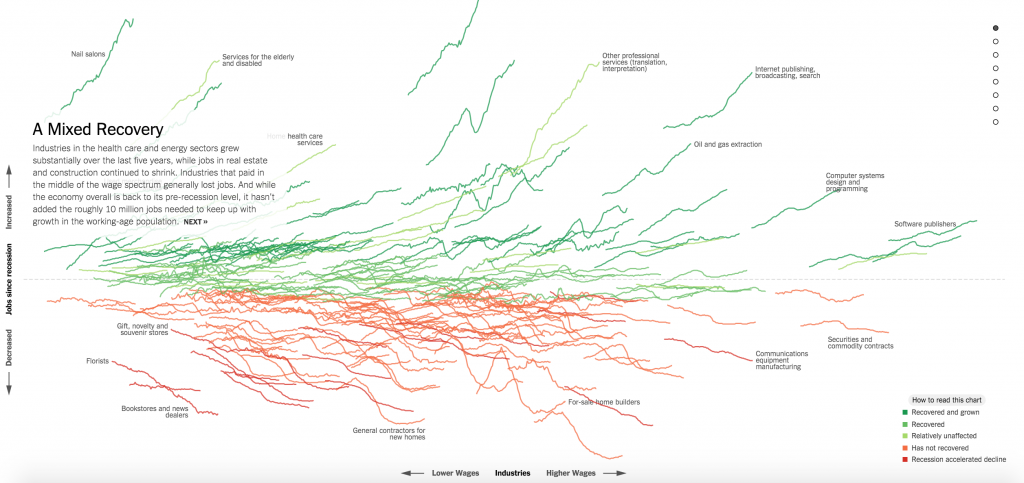 Nail salons
Services for the elderly
and disabled
Other professional
services (translation,
interpretation)
Internet publishing,
broadcasting, search
A Mixed Recovery
Industries in the health care and energy sectors grew
substantially over the last five years, while jobs in real estate
and construction continued to shrink. Industries that paid in
the middle of the wage spectrum generally lost jobs. And while
the economy overall is back to its pre-recession level, it hasn't
added the roughly 10 million jobs needed to keep up with
growth in the working-age population. NEXT »
Home health care
services
Oil and gas extraction
Computer systems
design and
programming
Software publishers
Increased
Jobs since recession
Decreased
Gift, novelty and
souvenir stores
Florists
Bookstores and news
dealers
General contractors for
new homes
For-sale home builders
Communications
equipment
manufacturing
Securities and
commodity contracts
How to read this chart
Recovered and grown
Recovered
Relatively unaffected
Has not recovered
Recession accelerated decline
Lower Wages Industries Higher Wages